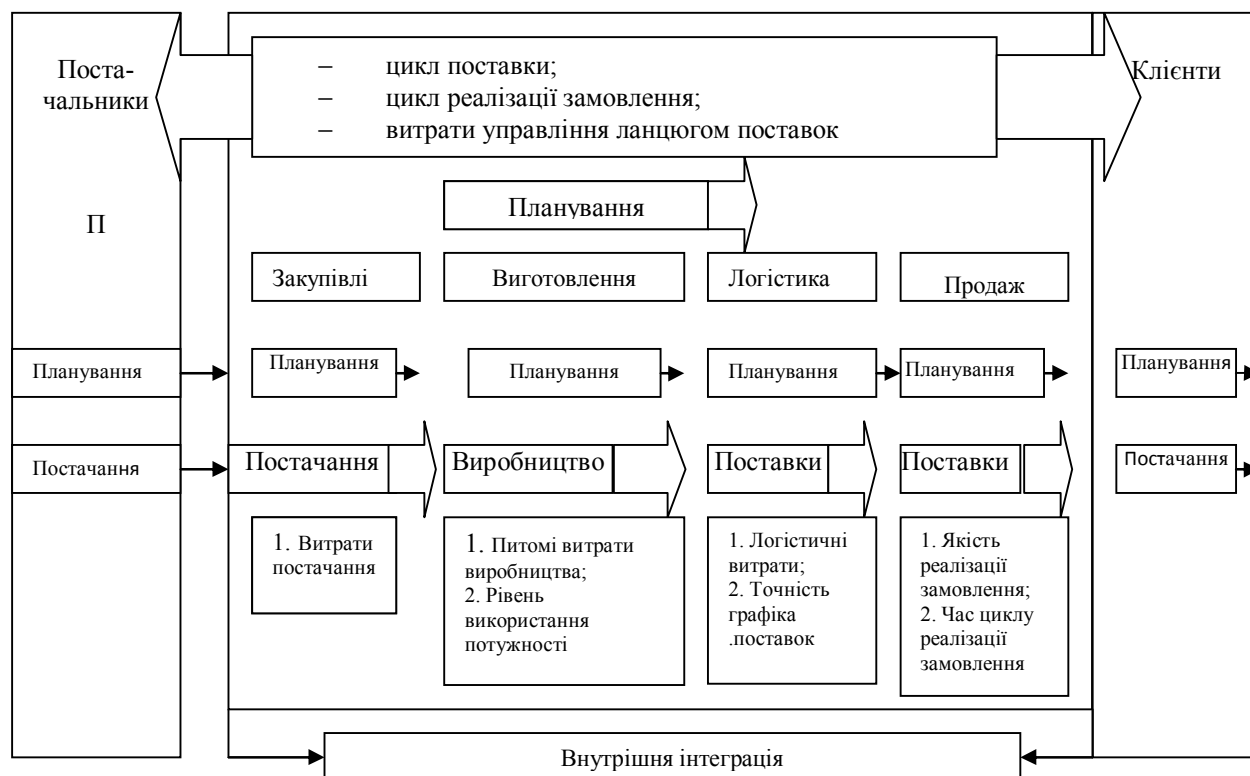 Поста-
чальники
П
– цикл поставки;
– цикл реалізації замовлення;
– витрати управління ланцюгом поставок
Клієнти
Планування
Закупівлі
Виготовлення
Логістика
Продаж
Планування
Планування
Планування
Планування
Планування
Планування
Постачання
Постачання
Виробництво
Поставки
Поставки
Постачання
1. Витрати
постачання
1. Питомі витрати
виробництва;
2. Рівень
використання
потужності
1. Логістичні
витрати;
2. Точність
графіка
.поставок
1. Якість
реалізації
замовлення;
2. Час циклу
реалізації
замовлення
Внутрішня інтеграція